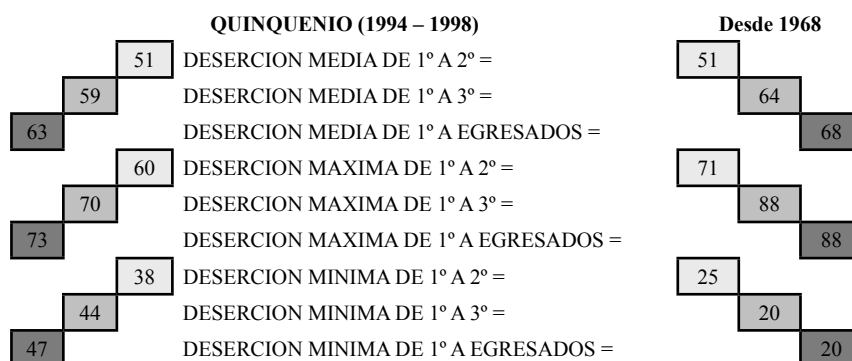 QUINQUENIO (1994 – 1998) Desde 1968
51 DESERCION MEDIA DE 1º A 2º = 51
59 DESERCION MEDIA DE 1º A 3º = 64
63 DESERCION MEDIA DE 1º A EGRESADOS = 68
60 DESERCION MAXIMA DE 1º A 2º = 71
70 DESERCION MAXIMA DE 1º A 3º = 88
73 DESERCION MAXIMA DE 1º A EGRESADOS = 88
38 DESERCION MINIMA DE 1º A 2º = 25
44 DESERCION MINIMA DE 1º A 3º = 20
47 DESERCION MINIMA DE 1º A EGRESADOS = 20